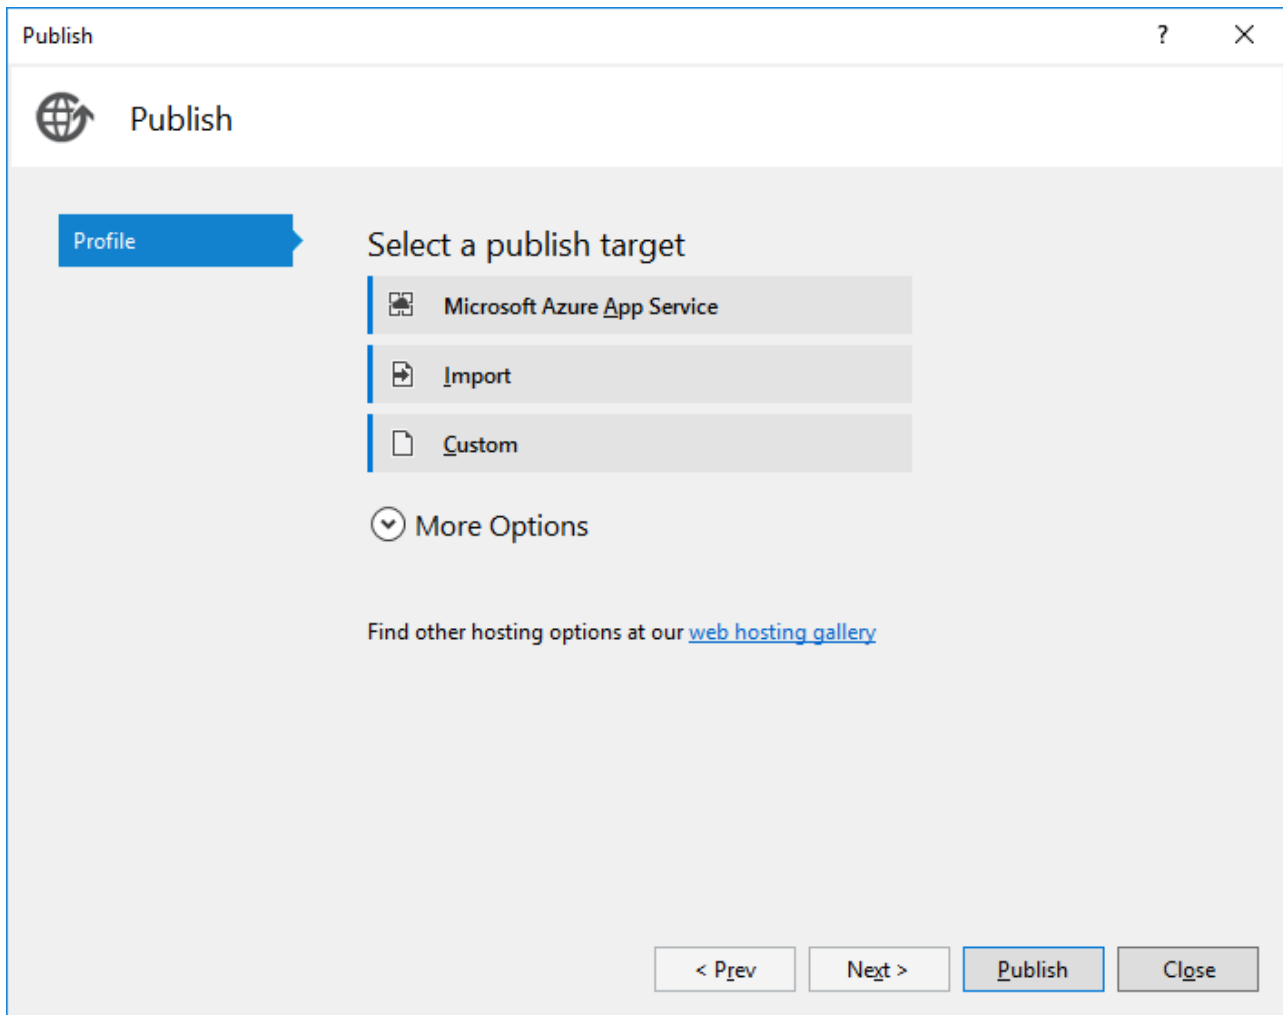 Publish
?
Publish
Profile
Select a publish target
Microsoft Azure App Service
Import
Custom
More Options
Find other hosting options at our web hosting gallery
< Prev
Next >
Publish
Close